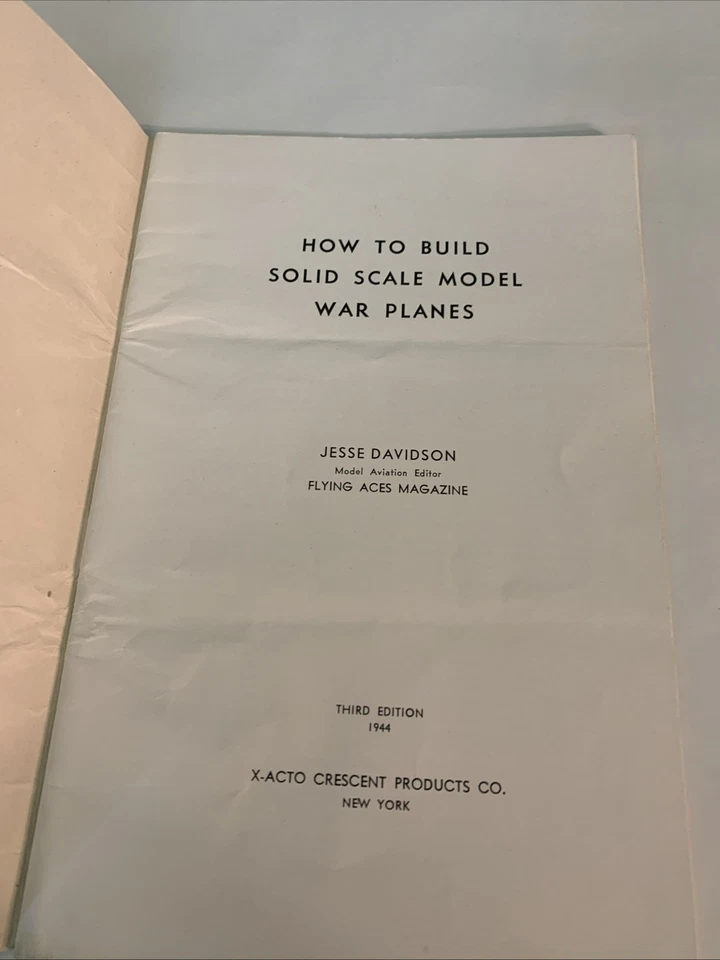 HOW TO BUILD
SOLID SCALE MODEL
WAR PLANES
JESSE DAVIDSON
Model Aviation Editor
FLYING ACES MAGAZINE
THIRD EDITION
1944
X-ACTO CRESCENT PRODUCTS CO.
NEW YORK